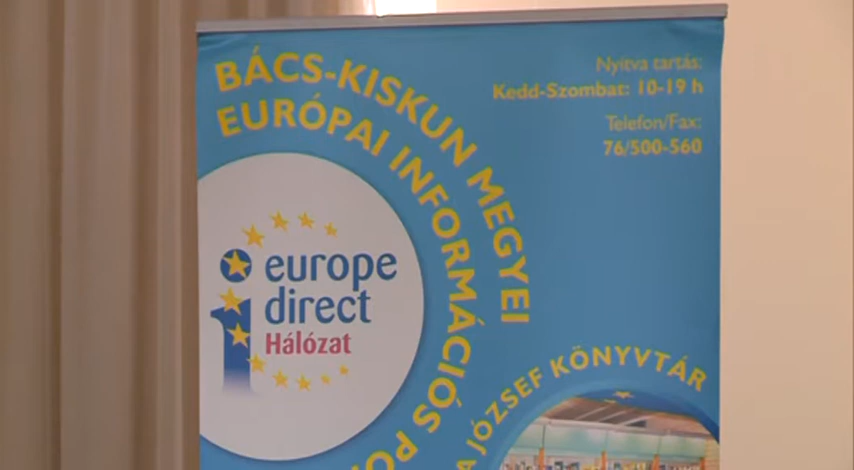 BÁCS-KISKUN MEGYEI
EURÓPAI INFORMÁCIÓS
Nyitva tartás:
Kedd-Szombat: 10-19 h
Telefon/Fax:
76/500-560
europe
direct
Hálózat
JÓZSEF KÖNYVTÁR